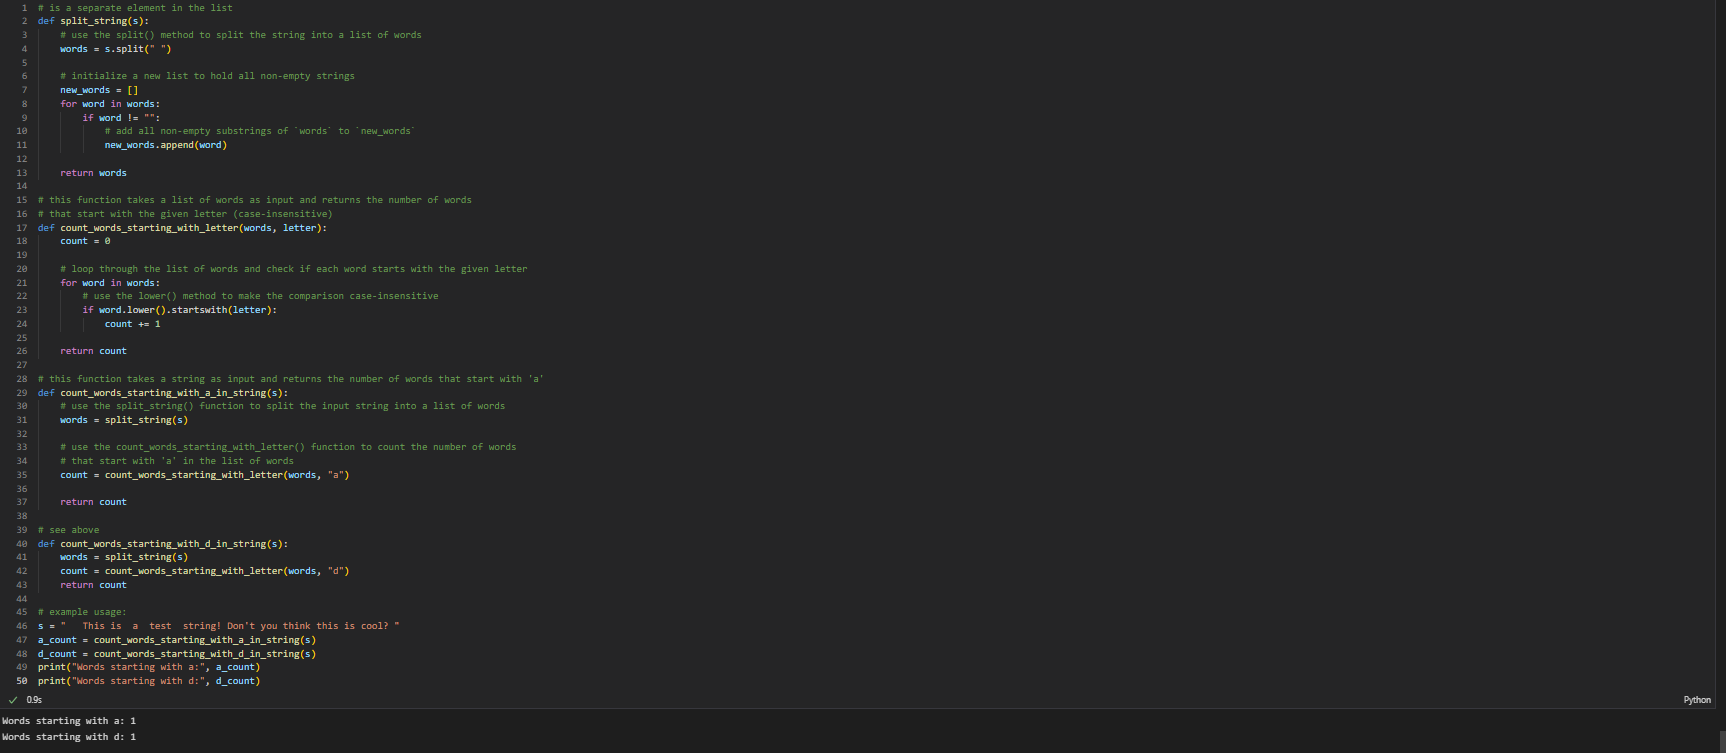 1 # is a separate element in the list
2 def split_string(s):
3 # use the split() method to split the string into a list of words
4 words = s.split(" ")
5
6 # initialize a new list to hold all non-empty strings
7 new_words = []
8 for word in words:
9 if word != "":
10 # add all non-empty substrings of `words` to `new_words`
11 new_words.append(word)
12
13 return words
14
15 # this function takes a list of words as input and returns the number of words
16 # that start with the given letter (case-insensitive)
17 def count_words_starting_with_letter(words, letter):
18 count = 0
19
20 # loop through the list of words and check if each word starts with the given letter
21 for word in words:
22 # use the lower() method to make the comparison case-insensitive
23 if word.lower().startswith(letter):
24 count += 1
25
26 return count
27
28 # this function takes a string as input and returns the number of words that start with 'a'
29 def count_words_starting_with_a_in_string(s):
30 # use the split_string() function to split the input string into a list of words
31 words = split_string(s)
32
33 # use the count_words_starting_with_letter() function to count the number of words
34 # that start with 'a' in the list of words
35 count = count_words_starting_with_letter(words, "a")
36
37 return count
38
39 # see above
40 def count_words_starting_with_d_in_string(s):
41 words = split_string(s)
42 count = count_words_starting_with_letter(words, "d")
43 return count
44
45 # example usage:
46 s = "   This is  a  test  string! Don't you think this is cool? "
47 a_count = count_words_starting_with_a_in_string(s)
48 d_count = count_words_starting_with_d_in_string(s)
49 print("Words starting with a:", a_count)
50 print("Words starting with d:", d_count)
✓ 0.9s Python
Words starting with a: 1
Words starting with d: 1